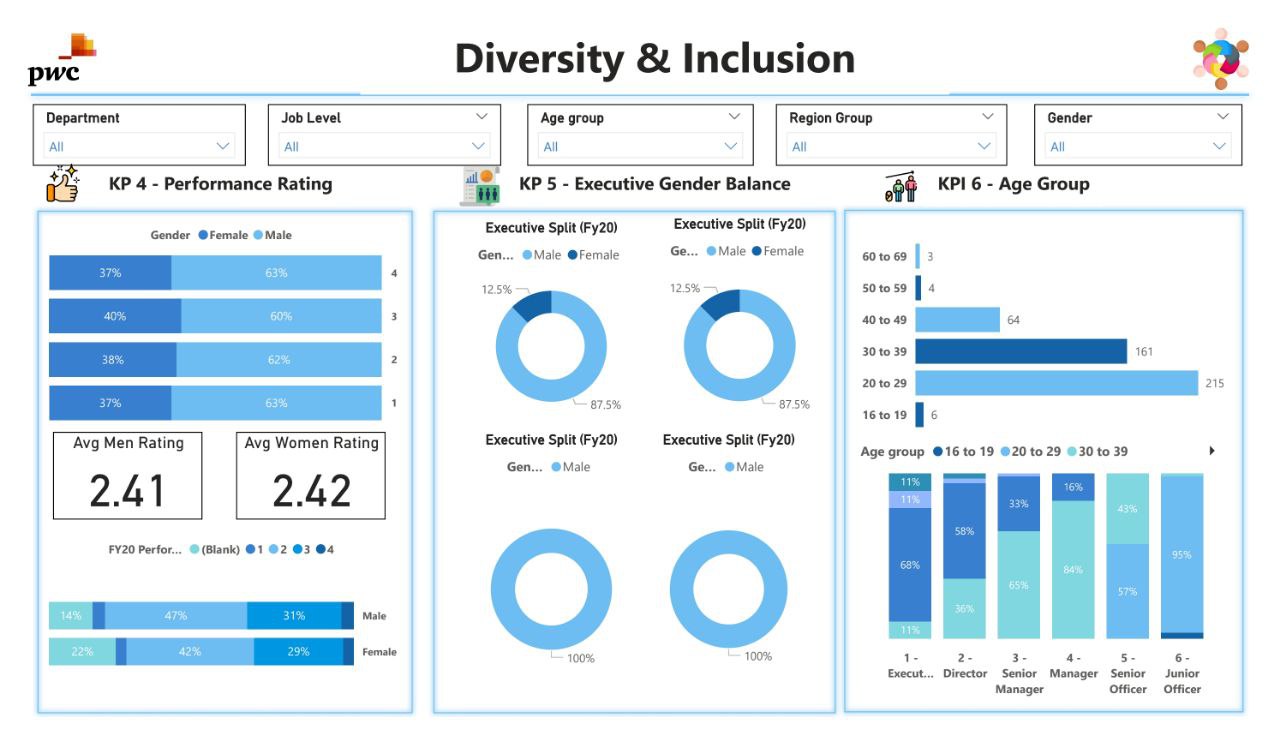 pwc
Diversity & Inclusion
Department
All
Job Level
All
Age group
All
Region Group
All
Gender
All
KP 4 - Performance Rating
Gender Female Male
37% 63% 4
40% 60% 3
38% 62% 2
37% 63% 1
Avg Men Rating
2.41
Avg Women Rating
2.42
FY20 Perfor... (Blank) 1 2 3 4
14% 47% 31% Male
22% 42% 29% Female
KP 5 - Executive Gender Balance
Executive Split (Fy20)
Gen... Male Female
12.5%
87.5%
Executive Split (Fy20)
Ge... Male Female
12.5%
87.5%
Executive Split (Fy20)
Gen... Male
100%
Executive Split (Fy20)
Ge... Male
100%
KPI 6 - Age Group
60 to 69 3
50 to 59 4
40 to 49 64
30 to 39 161
20 to 29 215
16 to 19 6
Age group 16 to 19 20 to 29 30 to 39
11%
11%
68%
11%
1 -
Execut...
58%
36%
2 -
Director
33%
65%
3 -
Senior
Manager
16%
84%
4 -
Manager
43%
57%
5 -
Senior
Officer
95%
6 -
Junior
Officer